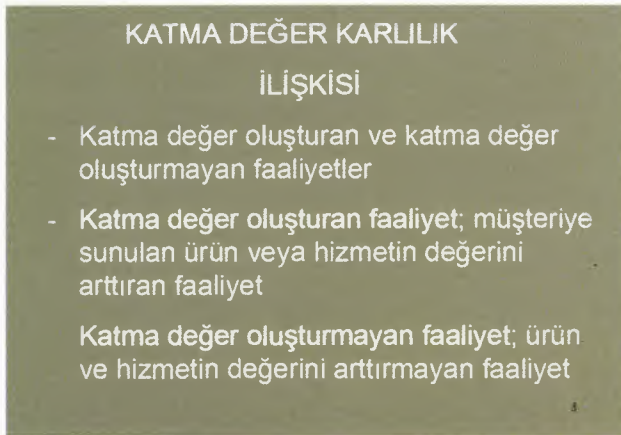 KATMA DEĞER KARLILIK
İLİŞKİSİ
- Katma değer oluşturan ve katma değer
oluşturmayan faaliyetler
- Katma değer oluşturan faaliyet; müşteriye
sunulan ürün veya hizmetin değerini
arttıran faaliyet
Katma değer oluşturmayan faaliyet; ürün
ve hizmetin değerini arttırmayan faaliyet